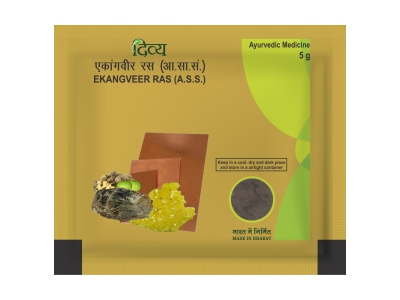 दिव्य
एकांगवीर रस (आ.सा.सं.)
EKANGVEER RAS (A.S.S.)
Ayurvedic Medicine
5 g
Keep in a cool, dry and dark place
and store in a airtight container
भारत में निर्मित
MADE IN BHARAT